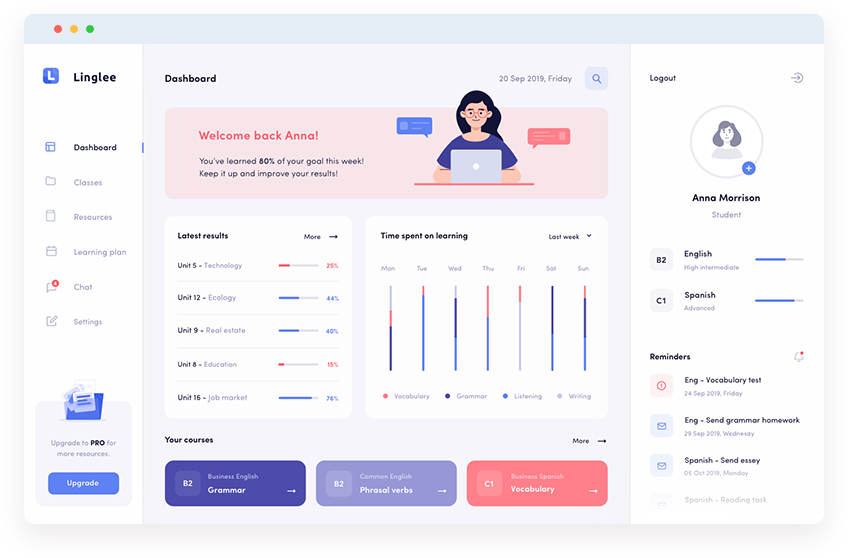 L Linglee
Dashboard
Classes
Resources
Learning plan
4
Chat
Settings
Upgrade to PRO for
more resources.
Upgrade
Dashboard
20 Sep 2019, Friday
Welcome back Anna!
You've learned 80% of your goal this week!
Keep it up and improve your results!
Latest results
More →
Unit 5 - Technology 25%
Unit 12 - Ecology 44%
Unit 9 - Real estate 40%
Unit 8 - Education 15%
Unit 16 - Job market 76%
Time spent on learning
Last week
Mon Tue Wed Thu Fri Sat Sun
Vocabulary Grammar Listening Writing
Your courses
More →
B2
Business English
Grammar →
B2
Common English
Phrasal verbs →
C1
Business Spanish
Vocabulary →
Logout
Anna Morrison
Student
B2
English
High intermediate
C1
Spanish
Advanced
Reminders
Eng - Vocabulary test
24 Sep 2019, Friday
Eng - Send grammar homework
29 Sep 2019, Wednesay
Spanish - Send essey
05 Oct 2019, Monday
Spanish - Reading task